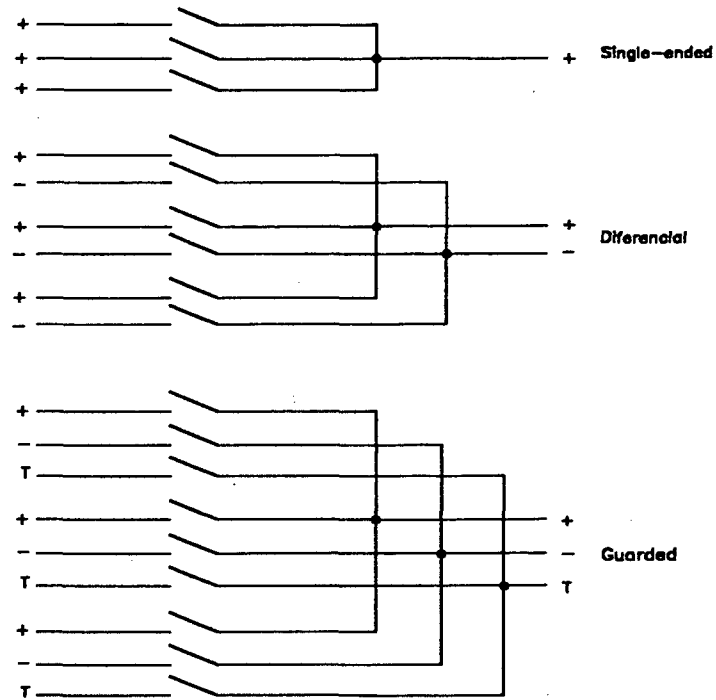 +
+ + Single-ended
+
+
−
+ +
− −
Diferencial
+
−
+
−
T
+ +
− −
Guarded
T T
+
−
T